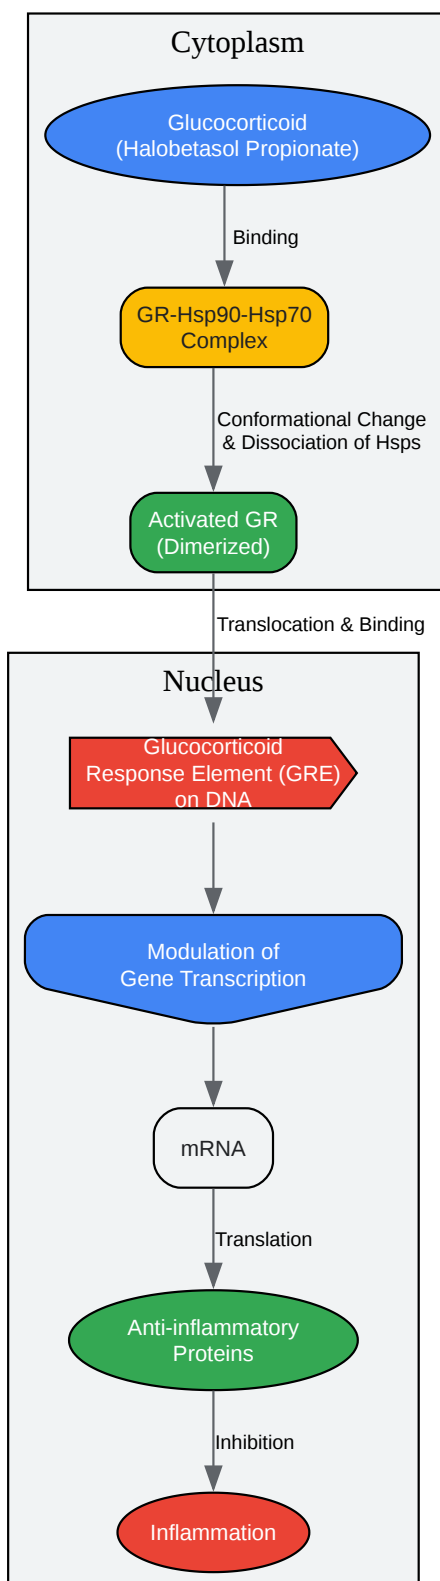 Cytoplasm
Glucocorticoid
(Halobetasol Propionate)
Binding
GR-Hsp90-Hsp70
Complex
Conformational Change
& Dissociation of Hsps
Activated GR
(Dimerized)
Translocation & Binding
Nucleus
Glucocorticoid
Response Element (GRE)
on DNA
Modulation of
Gene Transcription
mRNA
Translation
Anti-inflammatory
Proteins
Inhibition
Inflammation